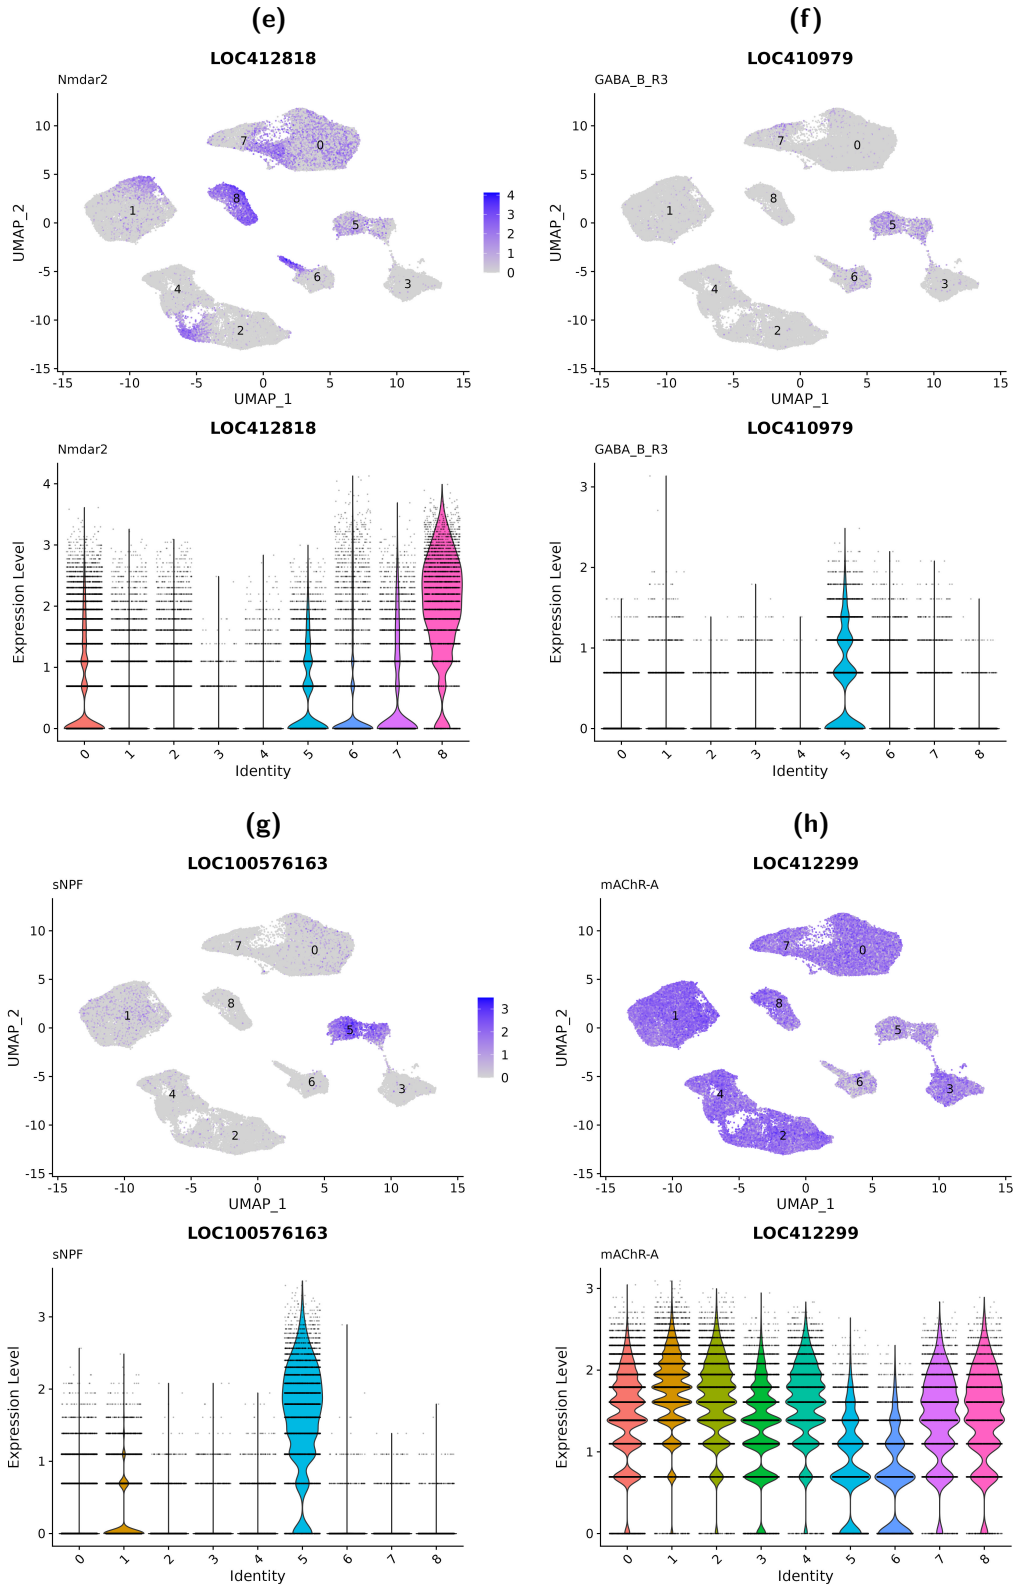 (e)
LOC412818
Nmdar2
UMAP_2
10
5
0
-5
-10
-15
7
0
8
1
5
6
3
4
2
4
3
2
1
0
-15 -10 -5 0 5 10 15
UMAP_1
(f)
LOC410979
GABA_B_R3
UMAP_2
10
5
0
-5
-10
-15
7
0
8
1
5
6
3
4
2
-15 -10 -5 0 5 10 15
UMAP_1
LOC412818
Nmdar2
Expression Level
4
3
2
1
0
0 1 2 3 4 5 6 7 8
Identity
LOC410979
GABA_B_R3
Expression Level
3
2
1
0
0 1 2 3 4 5 6 7 8
Identity
(g)
LOC100576163
sNPF
UMAP_2
10
5
0
-5
-10
-15
7
0
8
1
5
6
3
4
2
3
2
1
0
-15 -10 -5 0 5 10 15
UMAP_1
(h)
LOC412299
mAChR-A
UMAP_2
10
5
0
-5
-10
-15
7
0
8
1
5
6
3
4
2
-15 -10 -5 0 5 10 15
UMAP_1
LOC100576163
sNPF
Expression Level
3
2
1
0
0 1 2 3 4 5 6 7 8
Identity
LOC412299
mAChR-A
Expression Level
3
2
1
0
0 1 2 3 4 5 6 7 8
Identity